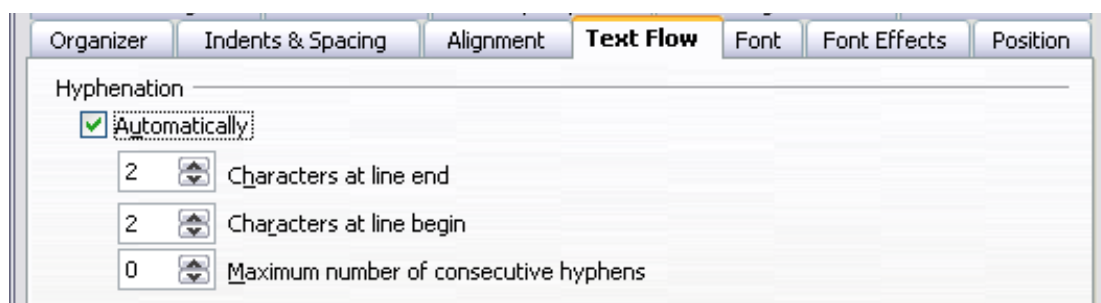 Organizer Indents & Spacing Alignment Text Flow Font Font Effects Position
Hyphenation
Automatically
2 Characters at line end
2 Characters at line begin
0 Maximum number of consecutive hyphens